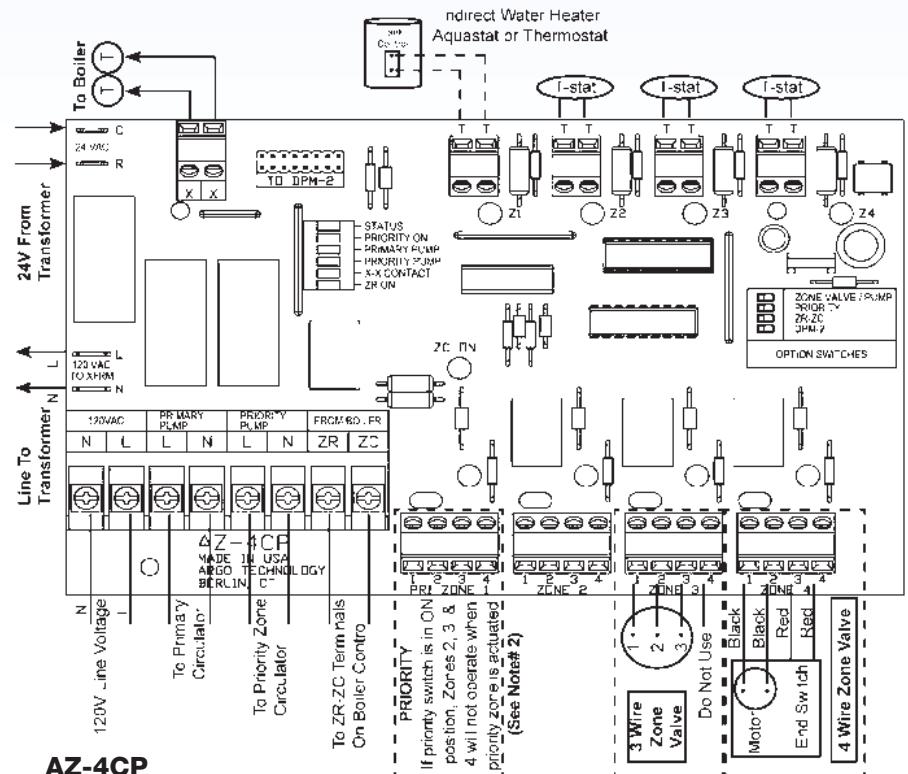 ndirect Water Heater
Aquastat or Thermostat
To Boiler
T
T
T-stat
T-stat
T-stat
T T
T T
T T
T T
C
24 VAC
R
X X
TO DPM-2
Z1
Z2
Z3
Z4
STATUS
PRIORITY ON
PRIMARY PUMP
PRIORITY PUMP
X-X CONTACT
ZR ON
24V From
Transformer
ZONE VALVE / PUMP
PRIORITY
ZR-ZC
DPM-2
OPTION SWITCHES
ZC ON
L
L
120 VAC
TO XFRM
N
N
Line To
Transformer
120VAC
PRIMARY
PUMP
PRIORITY
PUMP
FROM BOILER
N L L N L N ZR ZC
AZ-4CP
MADE IN USA
ARGO TECHNOLOGY
BERLIN, CT
1 2 3 4
PRI ZONE 1
1 2 3 4
ZONE 2
1 2 3 4
ZONE 3
1 2 3 4
ZONE 4
N L
120V Line Voltage
To Primary
Circulator
To Priority Zone
Circulator
To ZR-ZC Terminals
On Boiler Contro
PRIORITY
If priority switch is in ON
position, Zones 2, 3 &
4 will not operate when
priority zone is actuated
(See Note# 2)
1 2 3
3 Wire
Zone
Valve
Do Not Use
Black
Black
Red
Red
Motor
End Switch
4 Wire Zone Valve
AZ-4CP